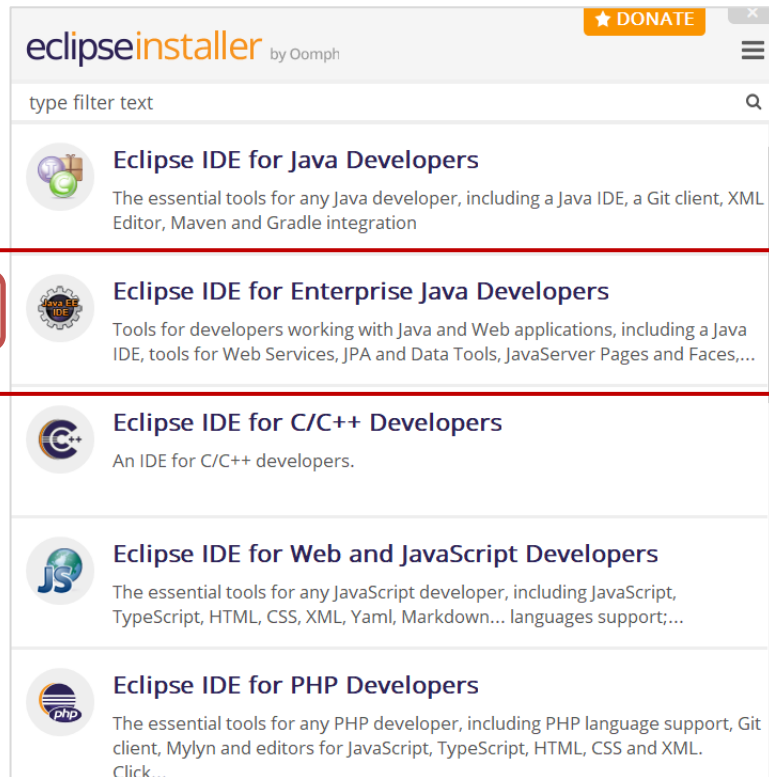 ★ DONATE
eclipseinstaller by Oomph
type filter text
Eclipse IDE for Java Developers
The essential tools for any Java developer, including a Java IDE, a Git client, XML
Editor, Maven and Gradle integration
Java EE
IDE
Eclipse IDE for Enterprise Java Developers
Tools for developers working with Java and Web applications, including a Java
IDE, tools for Web Services, JPA and Data Tools, JavaServer Pages and Faces,...
C++
Eclipse IDE for C/C++ Developers
An IDE for C/C++ developers.
JS
Eclipse IDE for Web and JavaScript Developers
The essential tools for any JavaScript developer, including JavaScript,
TypeScript, HTML, CSS, XML, Yaml, Markdown... languages support;...
php
Eclipse IDE for PHP Developers
The essential tools for any PHP developer, including PHP language support, Git
client, Mylyn and editors for JavaScript, TypeScript, HTML, CSS and XML.
Click...